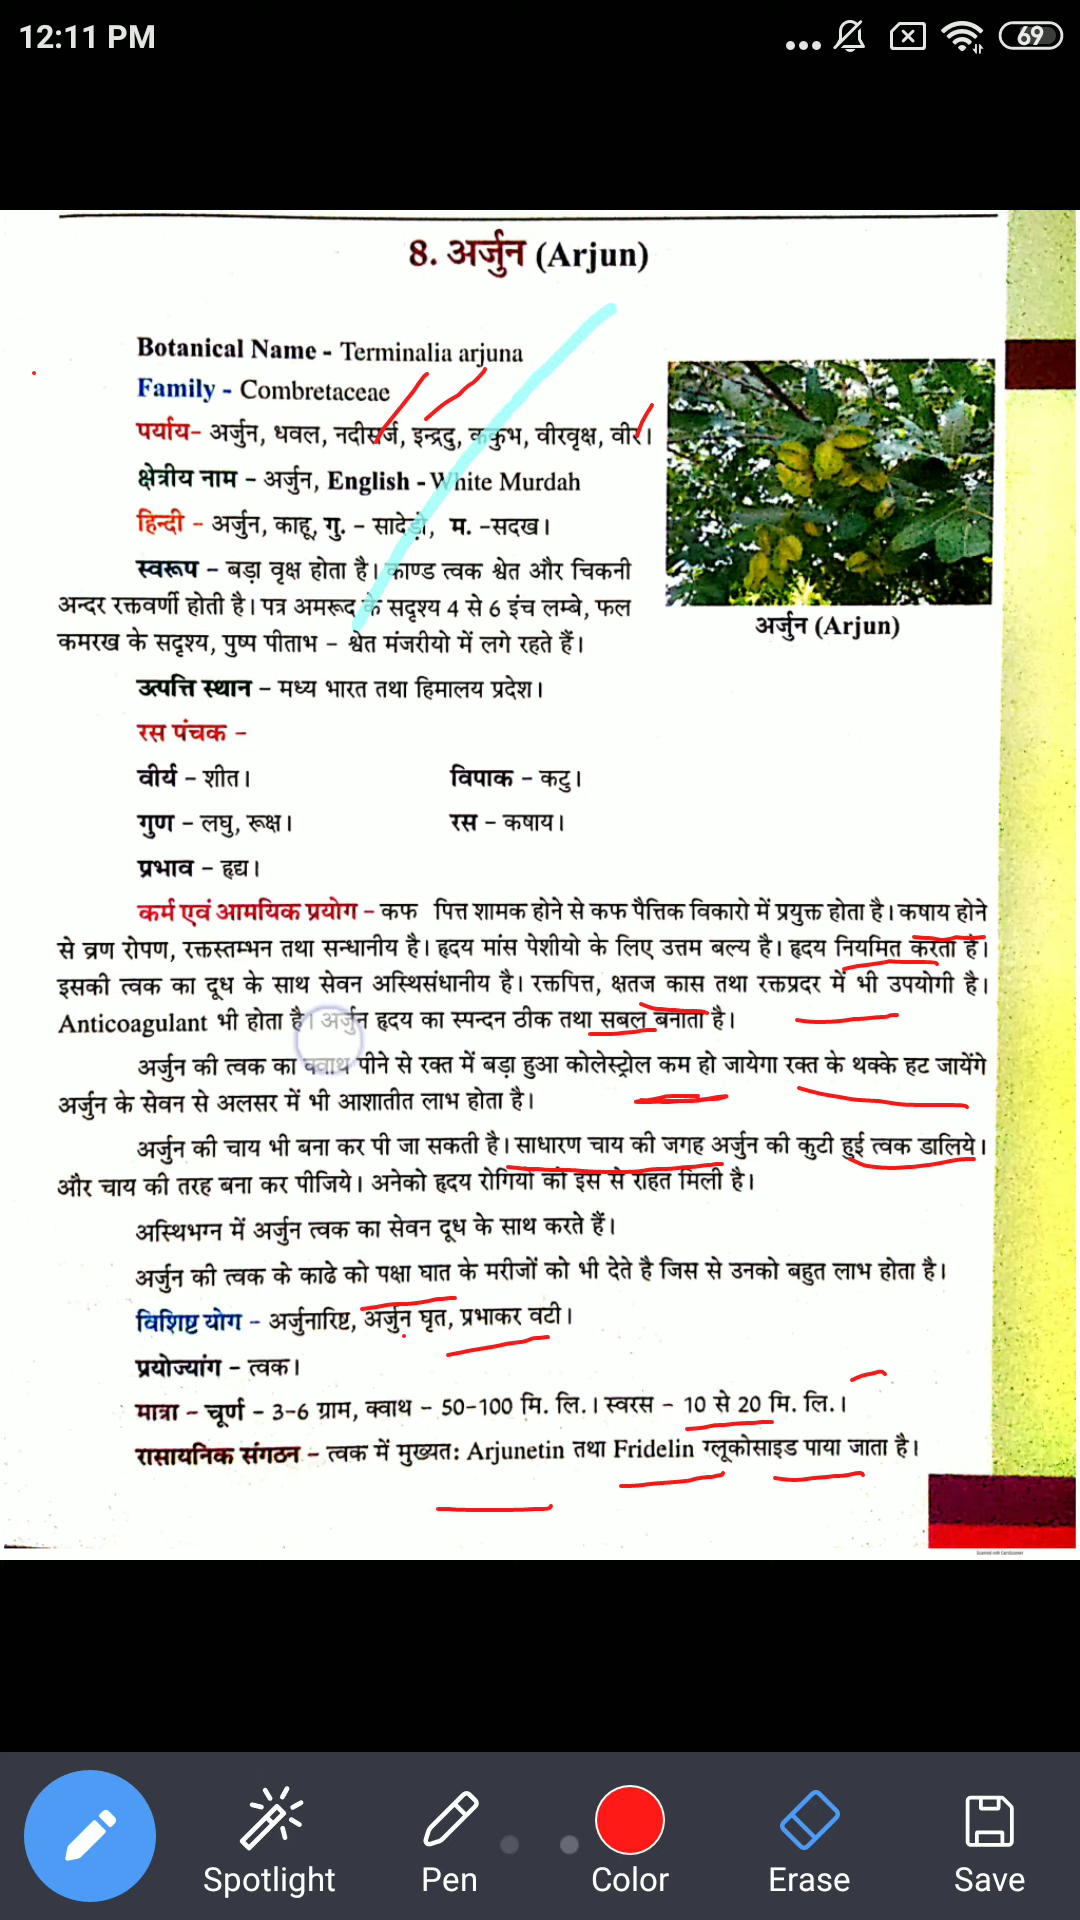 12:11 PM
69
8. अर्जुन (Arjun)
Botanical Name - Terminalia arjuna
Family - Combretaceae
पर्याय- अर्जुन, धवल, नदीसर्ज, इन्द्रदु, ककुभ, वीरवृक्ष, वीर।
क्षेत्रीय नाम - अर्जुन, English - White Murdah
हिन्दी - अर्जुन, काहू, गु. - सादेड़ो, म. -सदख।
स्वरूप - बड़ा वृक्ष होता है। काण्ड त्वक श्वेत और चिकनी
अन्दर रक्तवर्णी होती है। पत्र अमरूद के सदृश्य 4 से 6 इंच लम्बे, फल
कमरख के सदृश्य, पुष्प पीताभ - श्वेत मंजरीयो में लगे रहते हैं।
अर्जुन (Arjun)
उत्पत्ति स्थान - मध्य भारत तथा हिमालय प्रदेश।
रस पंचक -
वीर्य - शीत। विपाक - कटु।
गुण - लघु, रूक्ष। रस - कषाय।
प्रभाव - हृद्य।
कर्म एवं आमयिक प्रयोग - कफ पित्त शामक होने से कफ पैत्तिक विकारो में प्रयुक्त होता है। कषाय होने
से व्रण रोपण, रक्तस्तम्भन तथा सन्धानीय है। हृदय मांस पेशीयो के लिए उत्तम बल्य है। हृदय नियमित करता है।
इसकी त्वक का दूध के साथ सेवन अस्थिसंधानीय है। रक्तपित्त, क्षतज कास तथा रक्तप्रदर में भी उपयोगी है।
Anticoagulant भी होता है। अर्जुन हृदय का स्पन्दन ठीक तथा सबल बनाता है।
अर्जुन की त्वक का क्वाथ पीने से रक्त में बड़ा हुआ कोलेस्ट्रोल कम हो जायेगा रक्त के थक्के हट जायेंगे
अर्जुन के सेवन से अलसर में भी आशातीत लाभ होता है।
अर्जुन की चाय भी बना कर पी जा सकती है। साधारण चाय की जगह अर्जुन की कुटी हुई त्वक डालिये।
और चाय की तरह बना कर पीजिये। अनेको हृदय रोगियो को इस से राहत मिली है।
अस्थिभग्न में अर्जुन त्वक का सेवन दूध के साथ करते हैं।
अर्जुन की त्वक के काढे को पक्षा घात के मरीजों को भी देते है जिस से उनको बहुत लाभ होता है।
विशिष्ट योग - अर्जुनारिष्ट, अर्जुन घृत, प्रभाकर वटी।
प्रयोज्यांग - त्वक।
मात्रा - चूर्ण - 3-6 ग्राम, क्वाथ - 50-100 मि. लि.। स्वरस - 10 से 20 मि. लि.।
रासायनिक संगठन - त्वक में मुख्यत: Arjunetin तथा Fridelin ग्लूकोसाइड पाया जाता है।
Scanned with CamScanner
Spotlight Pen Color Erase Save